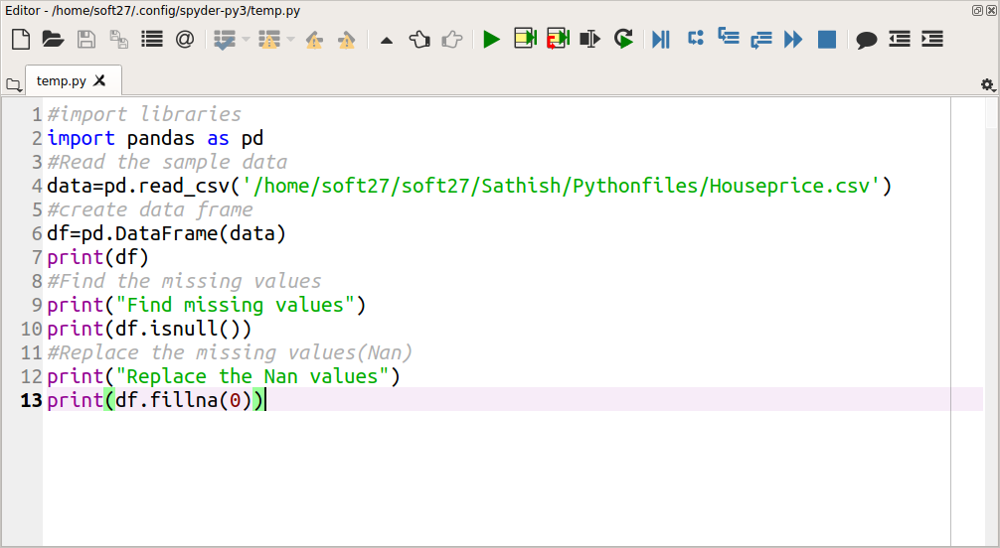 Editor - /home/soft27/.config/spyder-py3/temp.py
temp.py
1 #import libraries
2 import pandas as pd
3 #Read the sample data
4 data=pd.read_csv('/home/soft27/soft27/Sathish/Pythonfiles/Houseprice.csv')
5 #create data frame
6 df=pd.DataFrame(data)
7 print(df)
8 #Find the missing values
9 print("Find missing values")
10 print(df.isnull())
11 #Replace the missing values(Nan)
12 print("Replace the Nan values")
13 print(df.fillna(0))